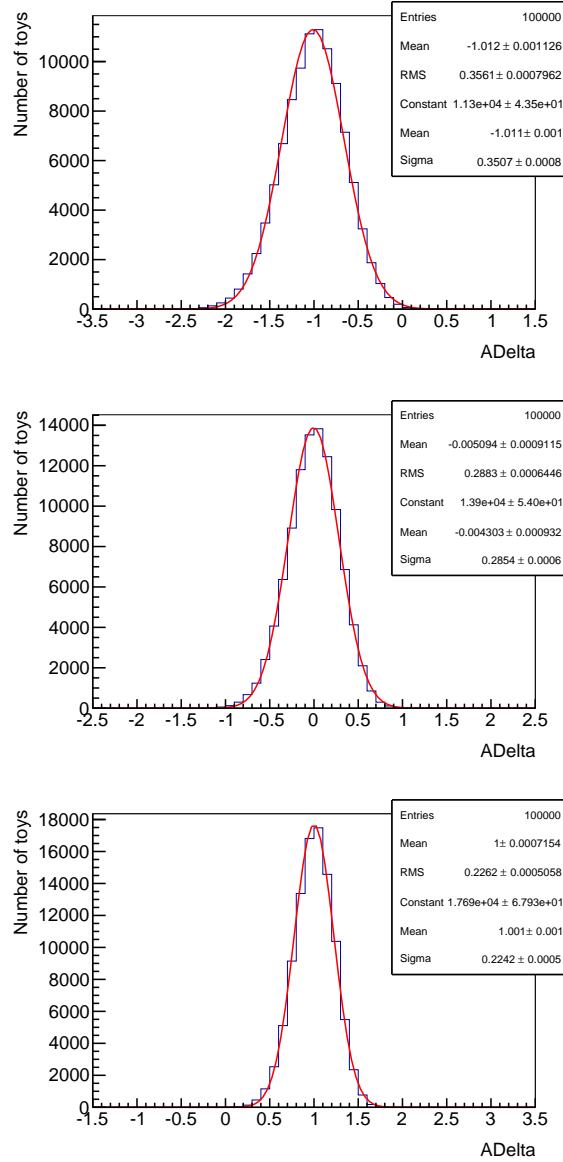 Number of toys
10000
8000
6000
4000
2000
0
-3.5 -3 -2.5 -2 -1.5 -1 -0.5 0 0.5 1 1.5
ADelta
Entries 100000
Mean -1.012 ± 0.001126
RMS 0.3561 ± 0.0007962
Constant 1.13e+04 ± 4.35e+01
Mean -1.011 ± 0.001
Sigma 0.3507 ± 0.0008
Number of toys
14000
12000
10000
8000
6000
4000
2000
0
-2.5 -2 -1.5 -1 -0.5 0 0.5 1 1.5 2 2.5
ADelta
Entries 100000
Mean -0.005094 ± 0.0009115
RMS 0.2883 ± 0.0006446
Constant 1.39e+04 ± 5.40e+01
Mean -0.004303 ± 0.000932
Sigma 0.2854 ± 0.0006
Number of toys
18000
16000
14000
12000
10000
8000
6000
4000
2000
0
-1.5 -1 -0.5 0 0.5 1 1.5 2 2.5 3 3.5
ADelta
Entries 100000
Mean 1 ± 0.0007154
RMS 0.2262 ± 0.0005058
Constant 1.769e+04 ± 6.793e+01
Mean 1.001 ± 0.001
Sigma 0.2242 ± 0.0005